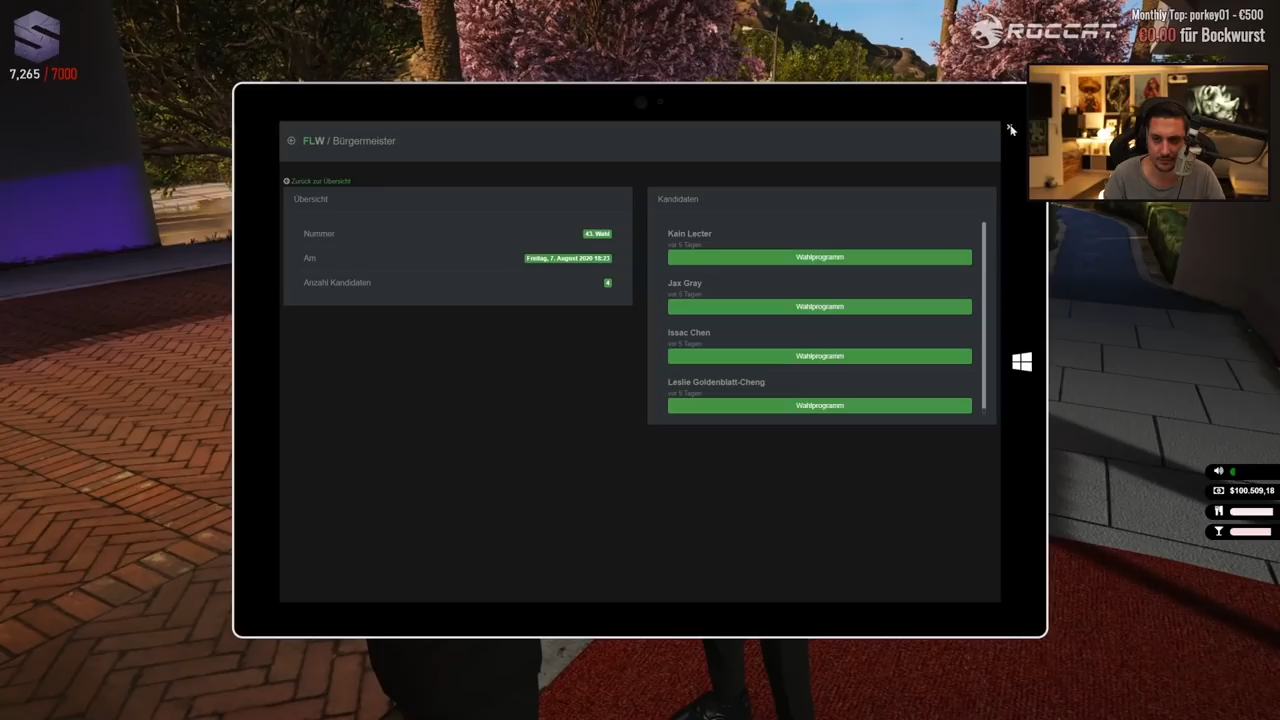 7,265 / 7000
ROCCAT
Monthly Top: porkey01 - €500
€0.00 für Bockwurst
FLW / Bürgermeister
Zurück zur Übersicht
Übersicht
Nummer
43. Wahl
Am
Freitag, 7. August 2020 18:23
Anzahl Kandidaten
4
Kandidaten
Kain Lecter
vor 5 Tagen
Wahlprogramm
Jax Gray
vor 5 Tagen
Wahlprogramm
Issac Chen
vor 5 Tagen
Wahlprogramm
Leslie Goldenblatt-Cheng
vor 5 Tagen
Wahlprogramm
$100.509,18